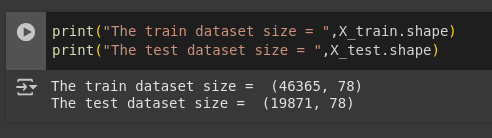 print("The train dataset size = ",X_train.shape)
print("The test dataset size = ",X_test.shape)
The train dataset size =  (46365, 78)
The test dataset size =  (19871, 78)